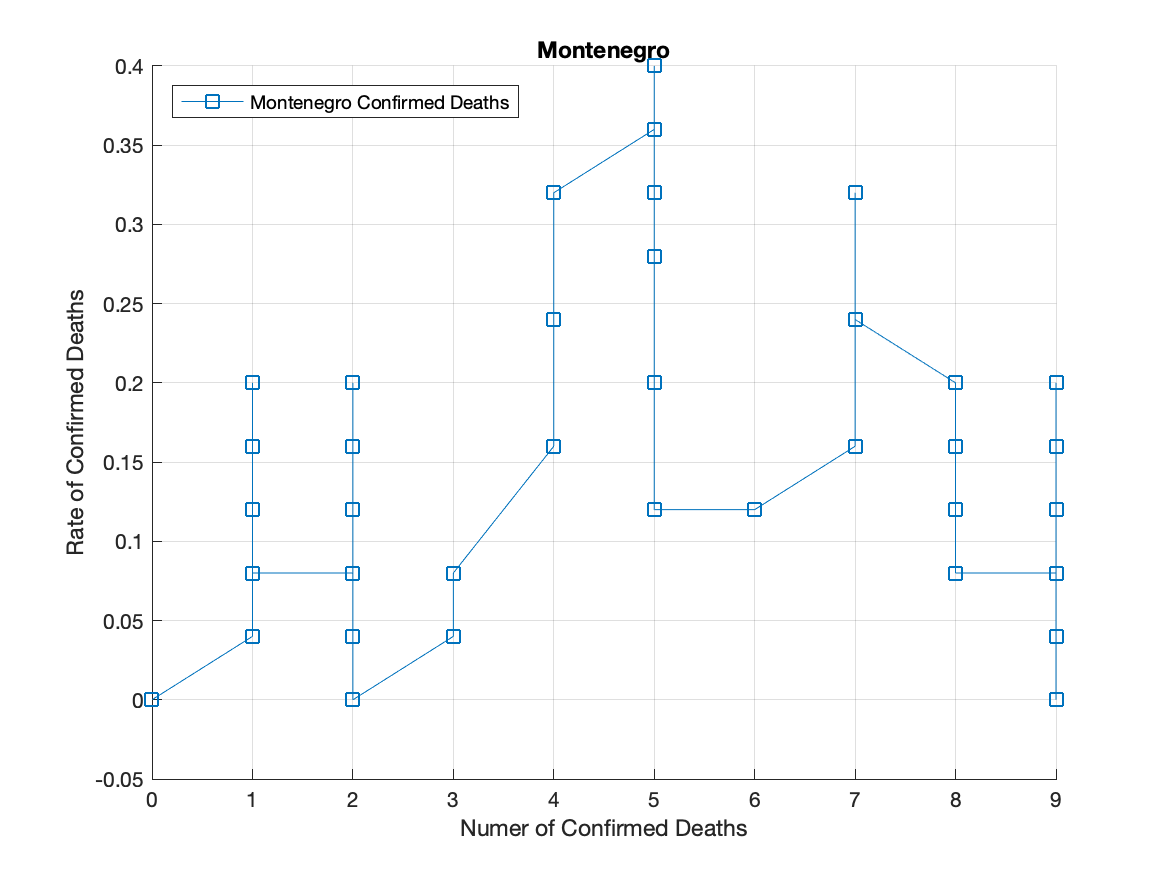 Montenegro
0.4
Montenegro Confirmed Deaths
0.35
0.3
0.25
0.2
0.15
0.1
0.05
0
-0.05
Rate of Confirmed Deaths
0 1 2 3 4 5 6 7 8 9
Numer of Confirmed Deaths